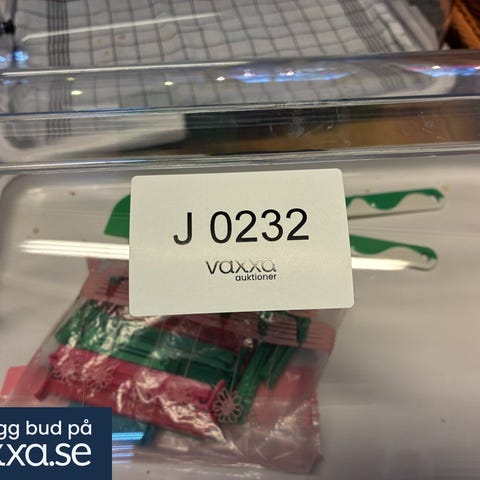 J 0232
vaxxa
auktioner
gg bud på
xxa.se